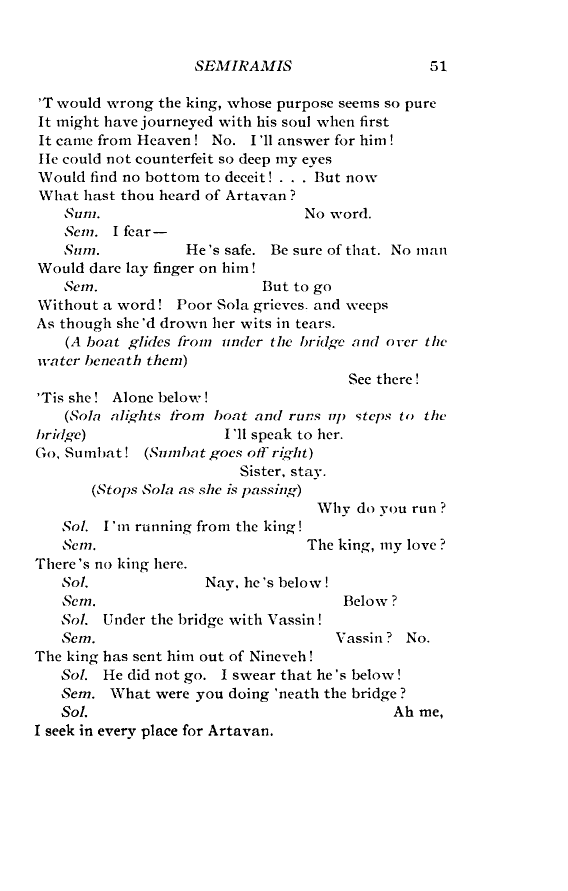 SEMIRAMIS 51
'T would wrong the king, whose purpose seems so pure
It might have journeyed with his soul when first
It came from Heaven! No. I'll answer for him!
He could not counterfeit so deep my eyes
Would find no bottom to deceit! . . . But now
What hast thou heard of Artavan?
Sum. No word.
Sem. I fear—
Sum. He's safe. Be sure of that. No man
Would dare lay finger on him!
Sem. But to go
Without a word! Poor Sola grieves, and weeps
As though she'd drown her wits in tears.
(A boat glides from under the bridge and over the
water beneath them)
See there!
'Tis she! Alone below!
(Sola alights from boat and runs up steps to the
bridge) I'll speak to her.
Go, Sumbat! (Sumbat goes off right)
Sister, stay.
(Stops Sola as she is passing)
Why do you run?
Sol. I'm running from the king!
Sem. The king, my love?
There's no king here.
Sol. Nay, he's below!
Sem. Below?
Sol. Under the bridge with Vassin!
Sem. Vassin? No.
The king has sent him out of Nineveh!
Sol. He did not go. I swear that he's below!
Sem. What were you doing 'neath the bridge?
Sol. Ah me,
I seek in every place for Artavan.